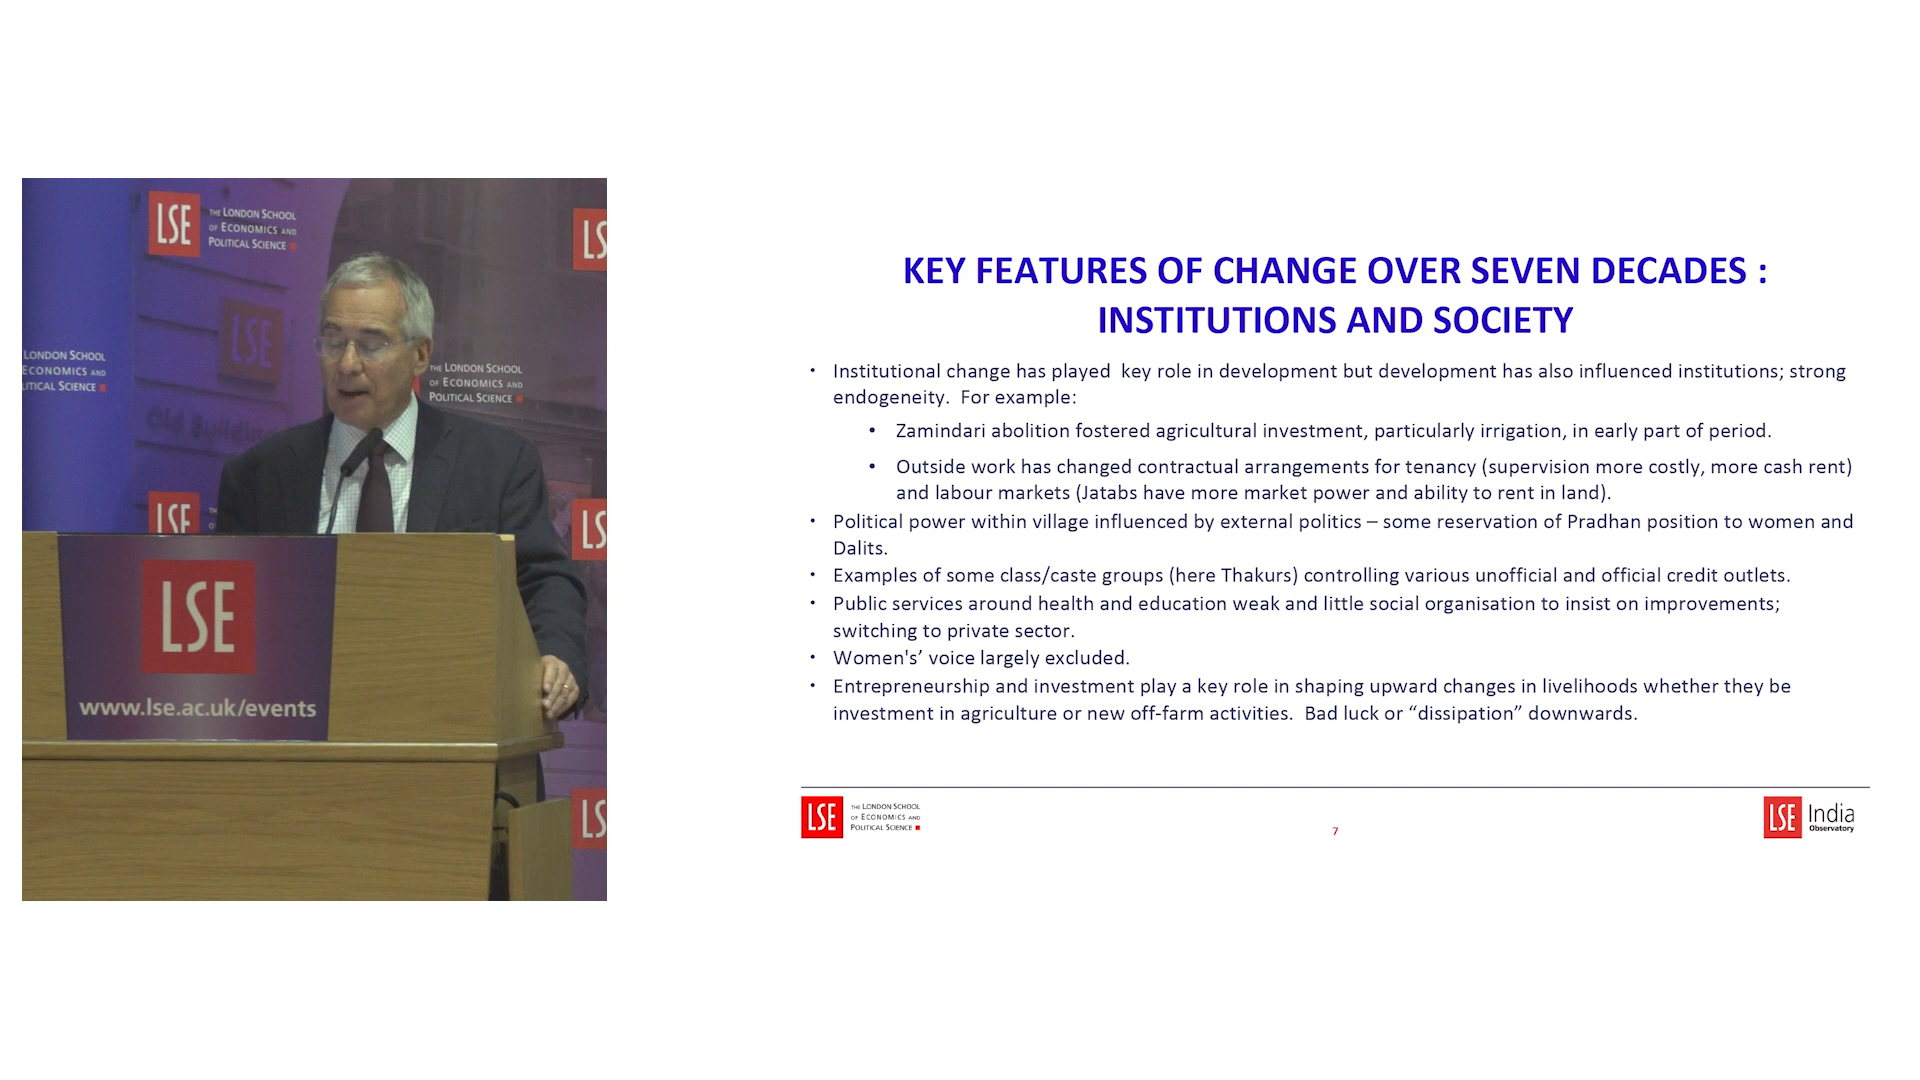 LSE
THE LONDON SCHOOL
OF ECONOMICS AND
POLITICAL SCIENCE
LS
LSE
LONDON SCHOOL
ECONOMICS AND
LITICAL SCIENCE
THE LONDON SCHOOL
OF ECONOMICS AND
POLITICAL SCIENCE
Old Building
LSE
LS
LSE
www.lse.ac.uk/events
LS
KEY FEATURES OF CHANGE OVER SEVEN DECADES :
INSTITUTIONS AND SOCIETY
• Institutional change has played  key role in development but development has also influenced institutions; strong
endogeneity.  For example:
• Zamindari abolition fostered agricultural investment, particularly irrigation, in early part of period.
• Outside work has changed contractual arrangements for tenancy (supervision more costly, more cash rent)
and labour markets (Jatabs have more market power and ability to rent in land).
• Political power within village influenced by external politics – some reservation of Pradhan position to women and
Dalits.
• Examples of some class/caste groups (here Thakurs) controlling various unofficial and official credit outlets.
• Public services around health and education weak and little social organisation to insist on improvements;
switching to private sector.
• Women's’ voice largely excluded.
• Entrepreneurship and investment play a key role in shaping upward changes in livelihoods whether they be
investment in agriculture or new off-farm activities.  Bad luck or “dissipation” downwards.
LSE
THE LONDON SCHOOL
OF ECONOMICS AND
POLITICAL SCIENCE
7
LSE India
Observatory